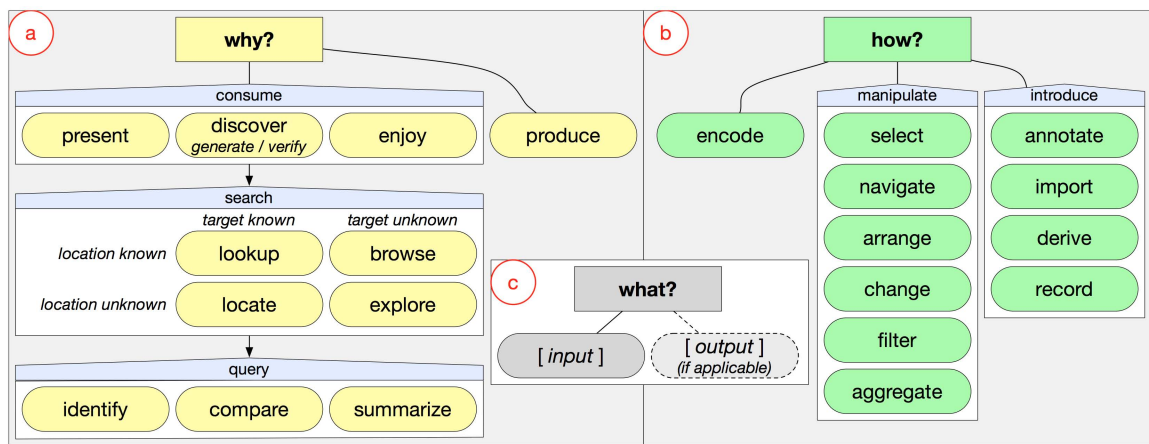 a
why?
consume
present
discover
generate / verify
enjoy
produce
search
target known
target unknown
location known
lookup
browse
location unknown
locate
explore
query
identify
compare
summarize
b
how?
encode
manipulate
select
navigate
arrange
change
filter
aggregate
introduce
annotate
import
derive
record
c
what?
[ input ]
[ output ]
(if applicable)